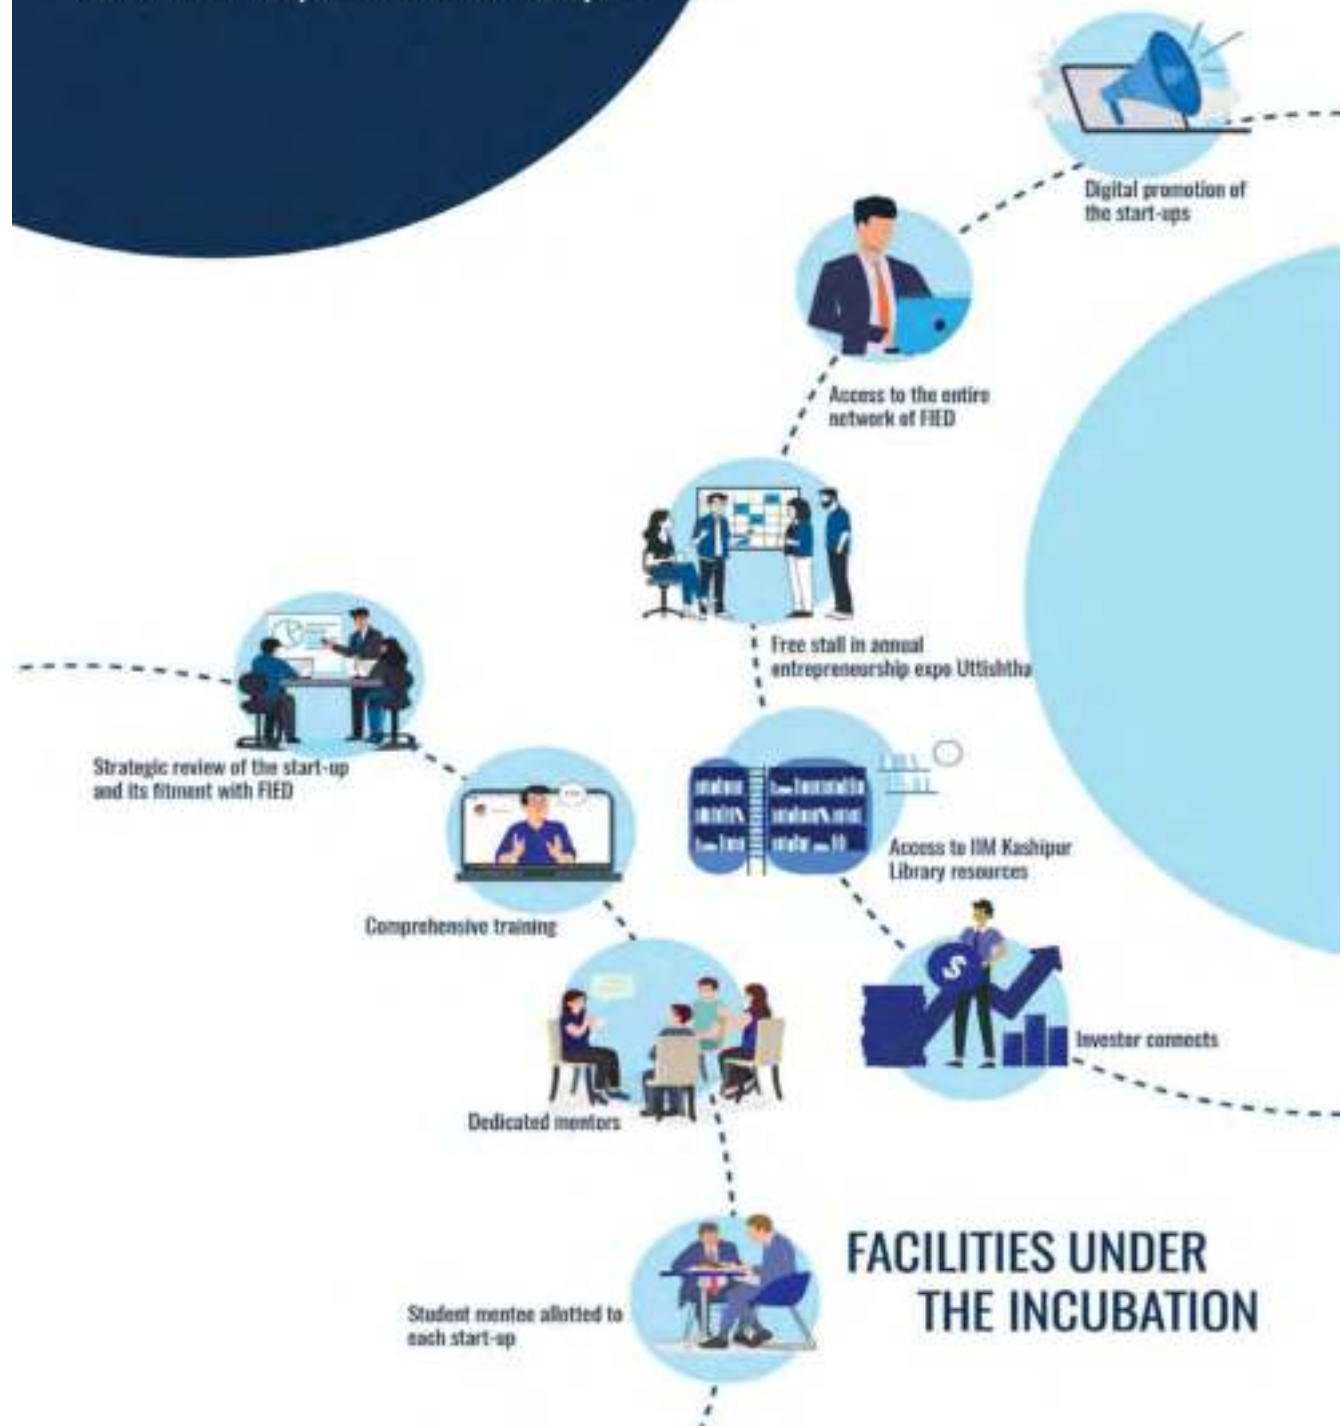 Digital promotion of
the start-ups
Access to the entire
network of FIED
Free stall in annual
entrepreneurship expo Uttishtha
Strategic review of the start-up
and its fitment with FIED
Access to IIM Kashipur
Library resources
Comprehensive training
Investor connects
Dedicated mentors
Student mentee allotted to
each start-up
FACILITIES UNDER
THE INCUBATION